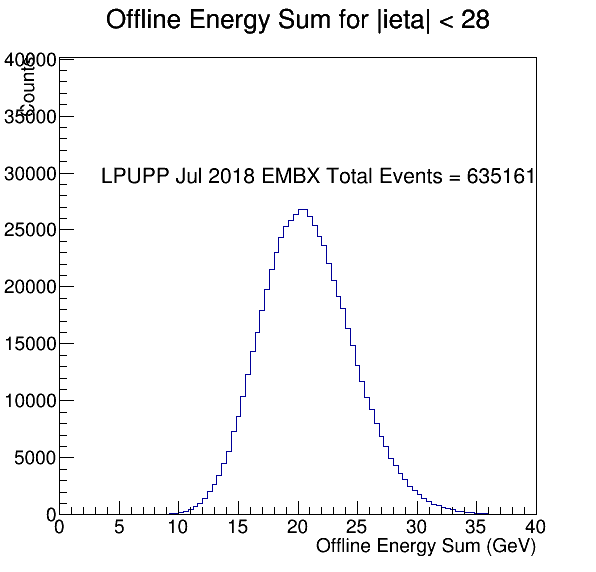 Offline Energy Sum for |ieta| < 28
Counts
40000
35000
LPUPP Jul 2018 EMBX Total Events = 635161
30000
25000
20000
15000
10000
5000
0
0 5 10 15 20 25 30 35 40
Offline Energy Sum (GeV)